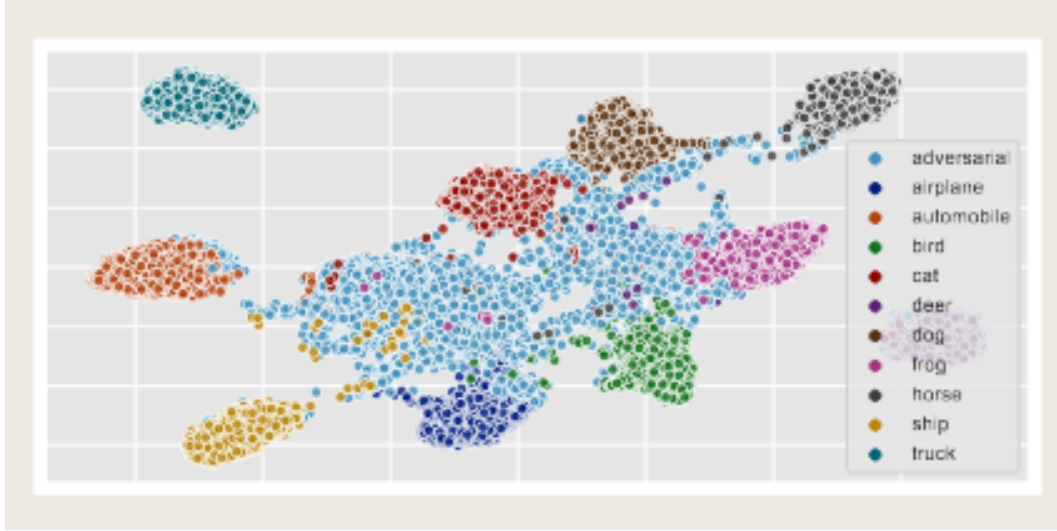 adversarial
airplane
automobile
bird
cat
deer
dog
frog
horse
ship
truck